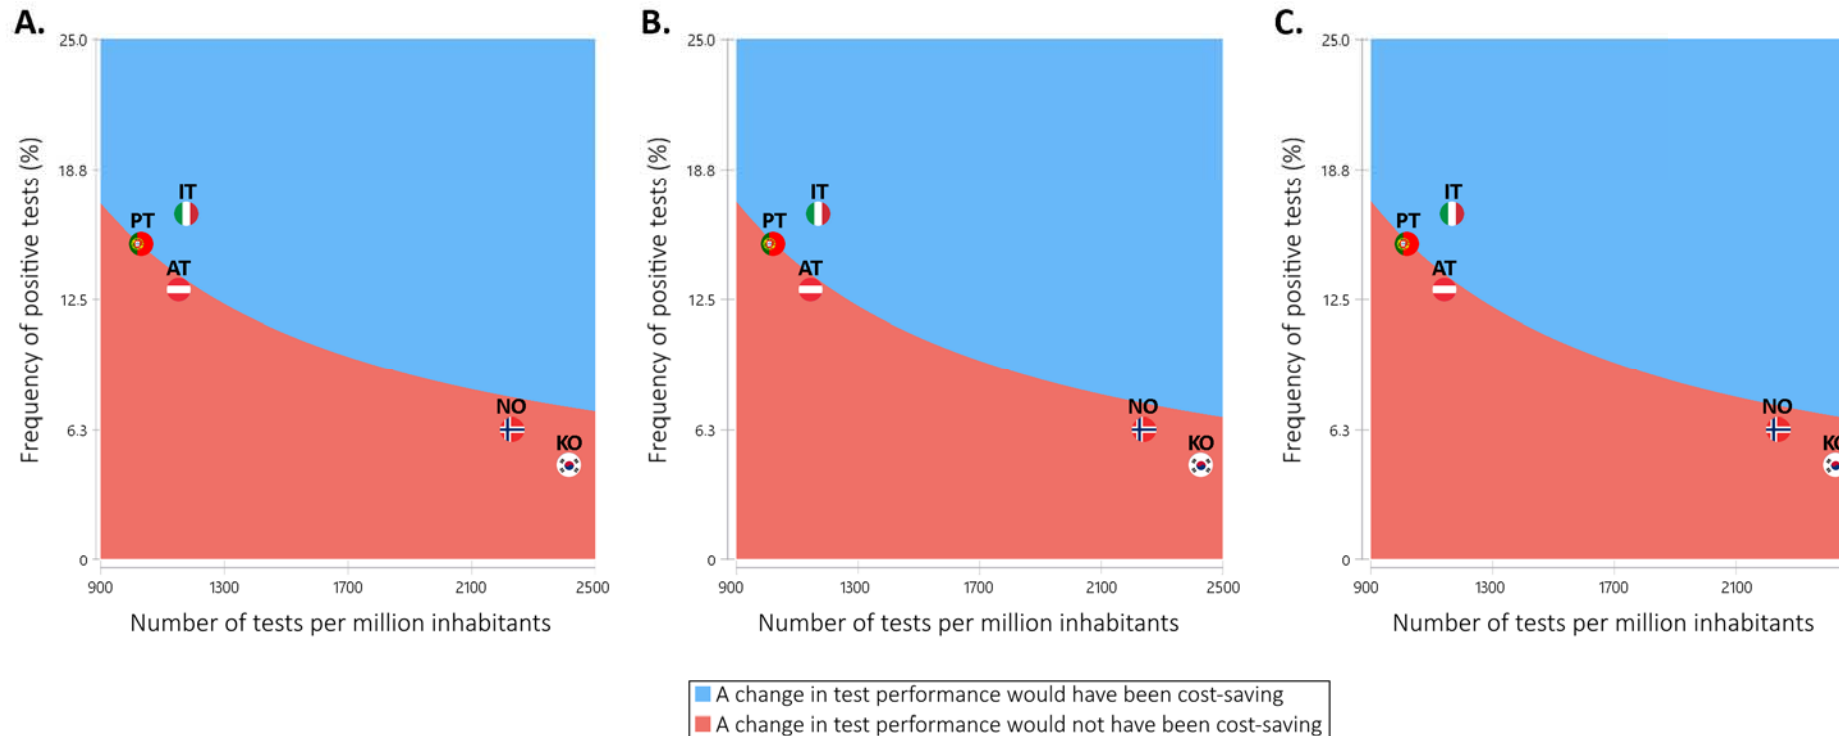 A.
25.0
18.8
12.5
6.3
0
Frequency of positive tests (%)
IT
PT
AT
NO
KO
900 1300 1700 2100 2500
Number of tests per million inhabitants
B.
25.0
18.8
12.5
6.3
0
Frequency of positive tests (%)
IT
PT
AT
NO
KO
900 1300 1700 2100 2500
Number of tests per million inhabitants
C.
25.0
18.8
12.5
6.3
0
Frequency of positive tests (%)
IT
PT
AT
NO
900 1300 1700 2100
Number of tests per million inhabitants
A change in test performance would have been cost-saving
A change in test performance would not have been cost-saving